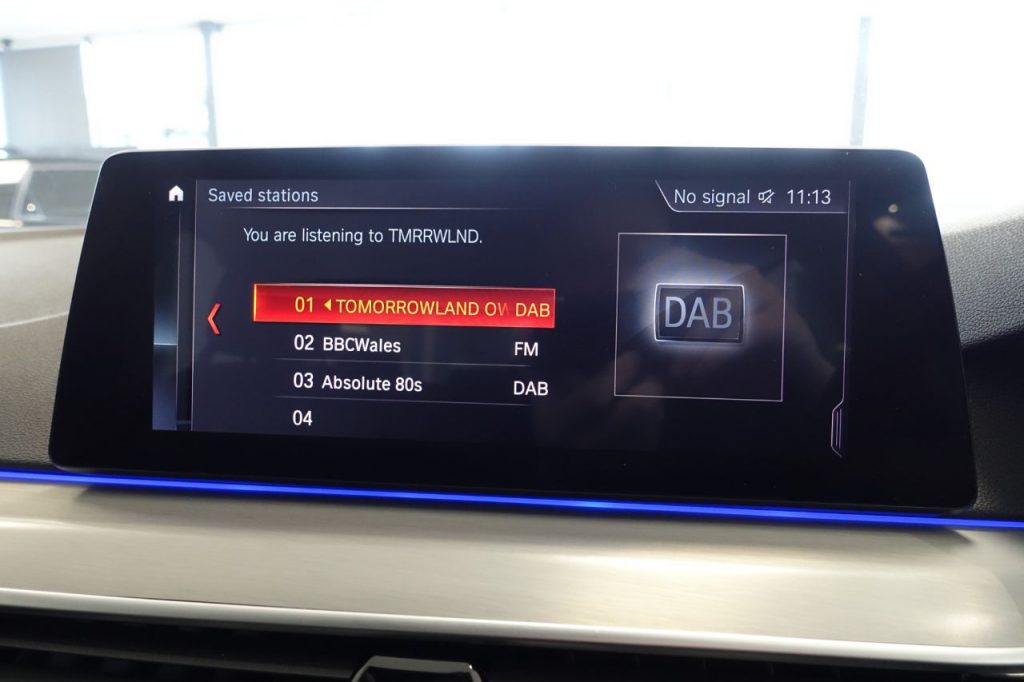 Saved stations
No signal 11:13
You are listening to TMRRWLND.
01 TOMORROWLAND OW DAB
02 BBCWales FM
03 Absolute 80s DAB
04
DAB